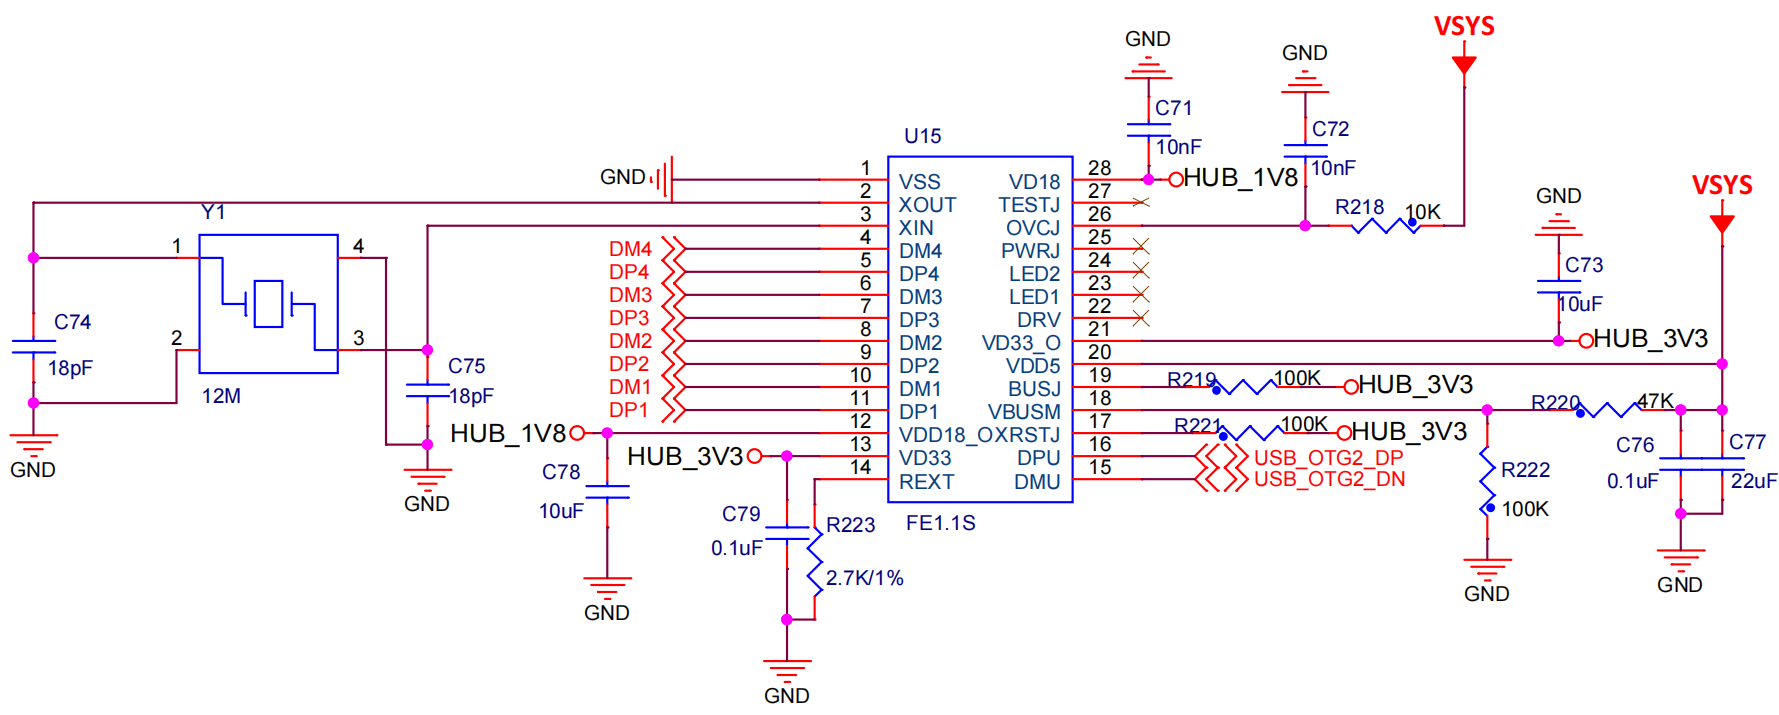 VSYS
GND
GND
C71
10nF
C72
10nF
U15
GND
1
VSS
VD18
28
HUB_1V8
2
XOUT
TESTJ
27
3
XIN
OVCJ
26
R218
10K
VSYS
GND
Y1
1
4
2
3
12M
C74
18pF
GND
C75
18pF
GND
DM4
4
DM4
PWRJ
25
DP4
5
DP4
LED2
24
DM3
6
DM3
LED1
23
DP3
7
DP3
DRV
22
C73
10uF
DM2
8
DM2
VD33_O
21
HUB_3V3
DP2
9
DP2
VDD5
20
DM1
10
DM1
BUSJ
19
R219
100K
HUB_3V3
DP1
11
DP1
VBUSM
18
R220
47K
HUB_1V8
12
VDD18_O
XRSTJ
17
R221
100K
HUB_3V3
HUB_3V3
13
VD33
DPU
16
USB_OTG2_DP
14
REXT
DMU
15
USB_OTG2_DN
FE1.1S
C78
10uF
GND
C79
0.1uF
R223
2.7K/1%
GND
R222
100K
GND
C76
0.1uF
C77
22uF
GND